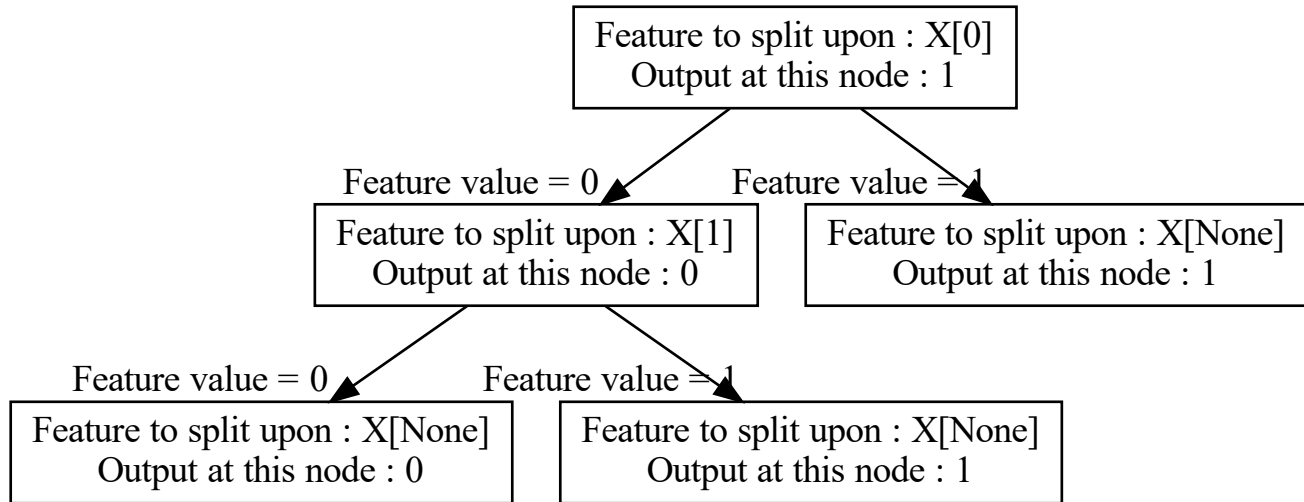 Feature to split upon : X[0]
Output at this node : 1
Feature value = 0
Feature value = 1
Feature to split upon : X[1]
Output at this node : 0
Feature to split upon : X[None]
Output at this node : 1
Feature value = 0
Feature value = 1
Feature to split upon : X[None]
Output at this node : 0
Feature to split upon : X[None]
Output at this node : 1